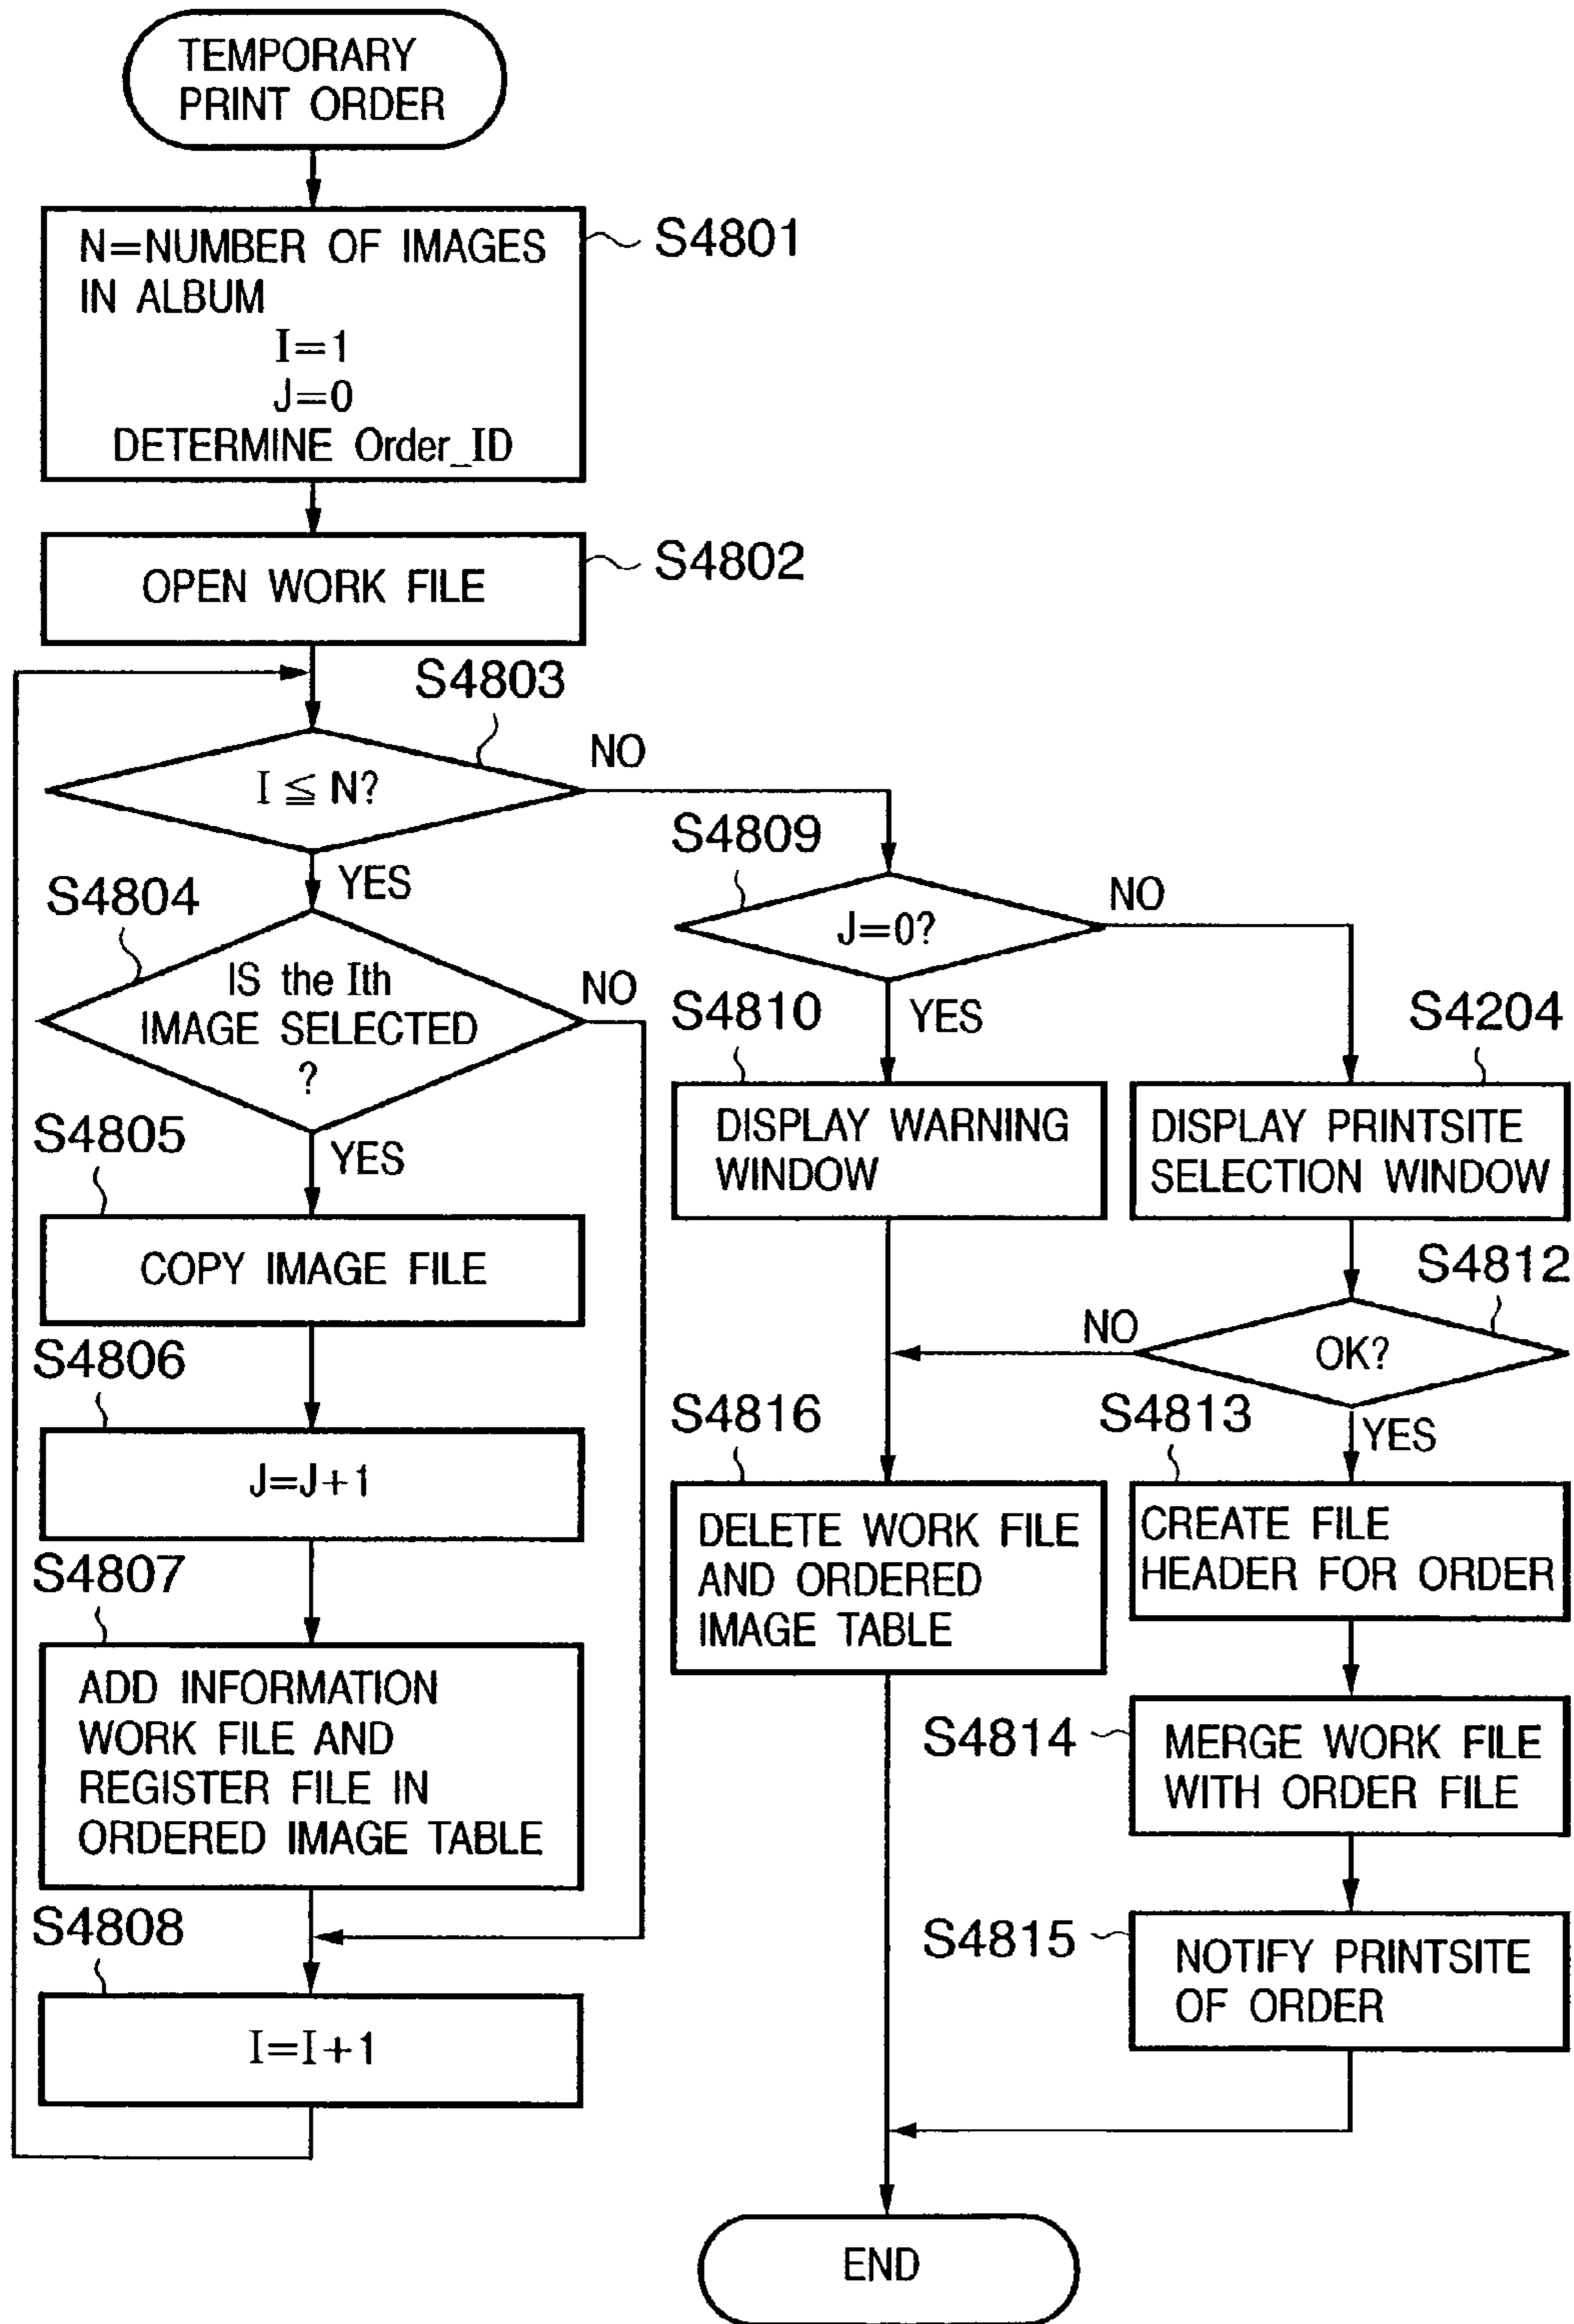 TEMPORARY
PRINT ORDER
N=NUMBER OF IMAGES
IN ALBUM
I=1
J=0
DETERMINE Order_ID
S4801
OPEN WORK FILE
S4802
S4803
I ≦ N?
NO
YES
S4804
IS the Ith
IMAGE SELECTED
?
NO
YES
S4805
COPY IMAGE FILE
S4806
J=J+1
S4807
ADD INFORMATION
WORK FILE AND
REGISTER FILE IN
ORDERED IMAGE TABLE
S4808
I=I+1
S4809
J=0?
NO
YES
S4810
DISPLAY WARNING
WINDOW
S4204
DISPLAY PRINTSITE
SELECTION WINDOW
S4812
OK?
NO
YES
S4816
DELETE WORK FILE
AND ORDERED
IMAGE TABLE
S4813
CREATE FILE
HEADER FOR ORDER
S4814
MERGE WORK FILE
WITH ORDER FILE
S4815
NOTIFY PRINTSITE
OF ORDER
END